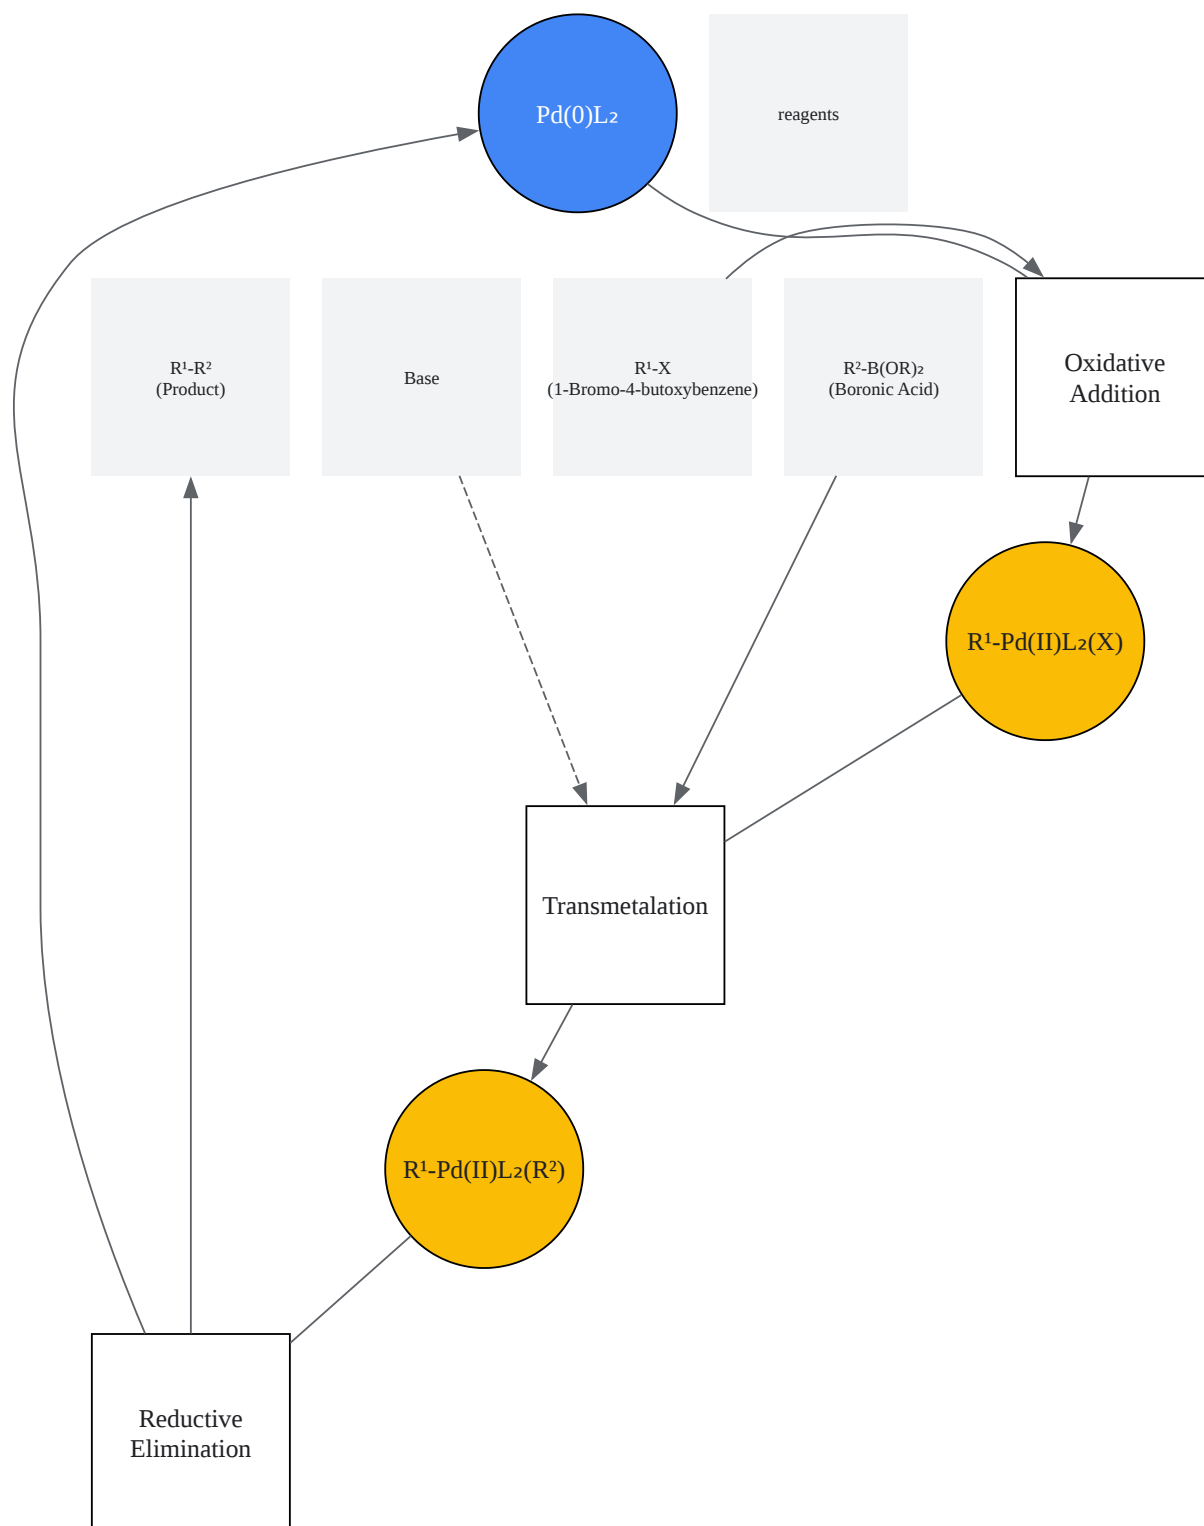 Pd(0)L₂
reagents
R¹-R²
(Product)
Base
R¹-X
(1-Bromo-4-butoxybenzene)
R²-B(OR)₂
(Boronic Acid)
Oxidative
Addition
R¹-Pd(II)L₂(X)
Transmetalation
R¹-Pd(II)L₂(R²)
Reductive
Elimination